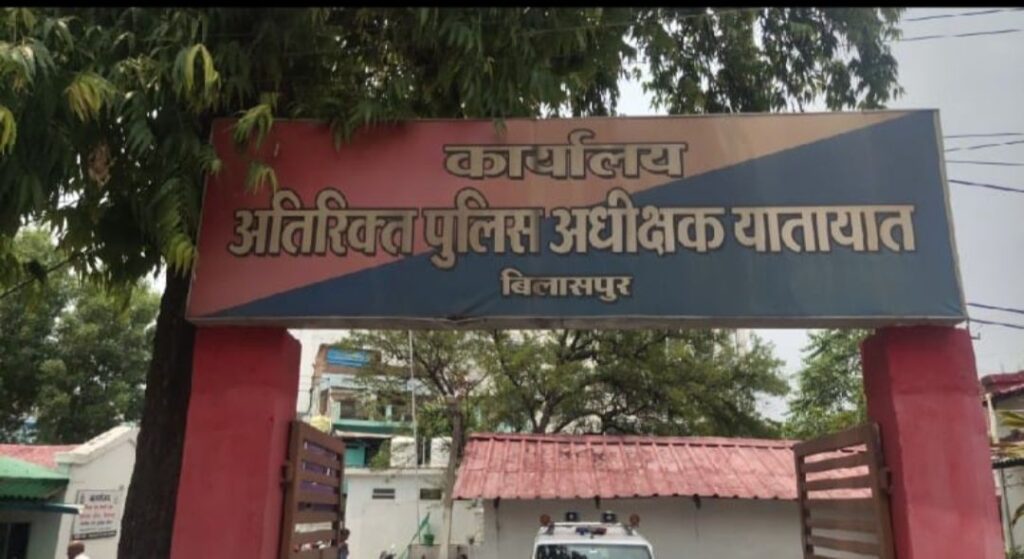 कार्यालय
अतिरिक्त पुलिस अधीक्षक यातायात
बिलासपुर